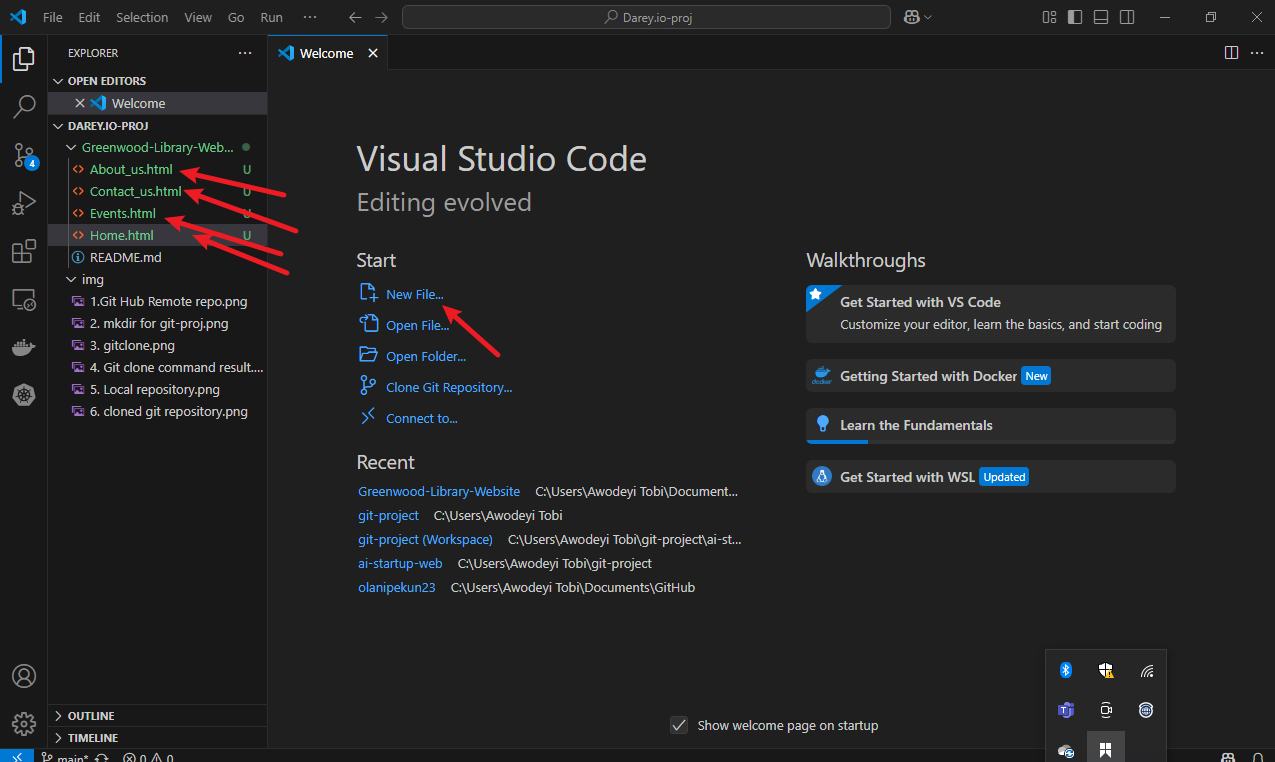 File Edit Selection Darey Go Run ···
Darey.io-proj
EXPLORER ···
OPEN EDITORS
Welcome
DAREY.IO-PROJ
Greenwood-Library-Web...
About_us.html U
Contact_us.html U
Events.html U
Home.html U
README.md
img
1.Git Hub Remote repo.png
2. mkdir for git-proj.png
3. gitclone.png
4. Git clone command result....
5. Local repository.png
6. cloned git repository.png
4
OUTLINE
TIMELINE
main* 0 0
Welcome
Visual Studio Code
Editing evolved
Start
New File...
Open File...
Open Folder...
Clone Git Repository...
Connect to...
Recent
Greenwood-Library-Website C:\Users\Awodeyi Tobi\Document...
git-project C:\Users\Awodeyi Tobi
git-project (Workspace) C:\Users\Awodeyi Tobi\git-project\ai-st...
ai-startup-web C:\Users\Awodeyi Tobi\git-project
olanipekun23 C:\Users\Awodeyi Tobi\Documents\GitHub
Walkthroughs
Get Started with VS Code
Customize your editor, learn the basics, and start coding
docker
Getting Started with Docker New
Learn the Fundamentals
Get Started with WSL Updated
Show welcome page on startup